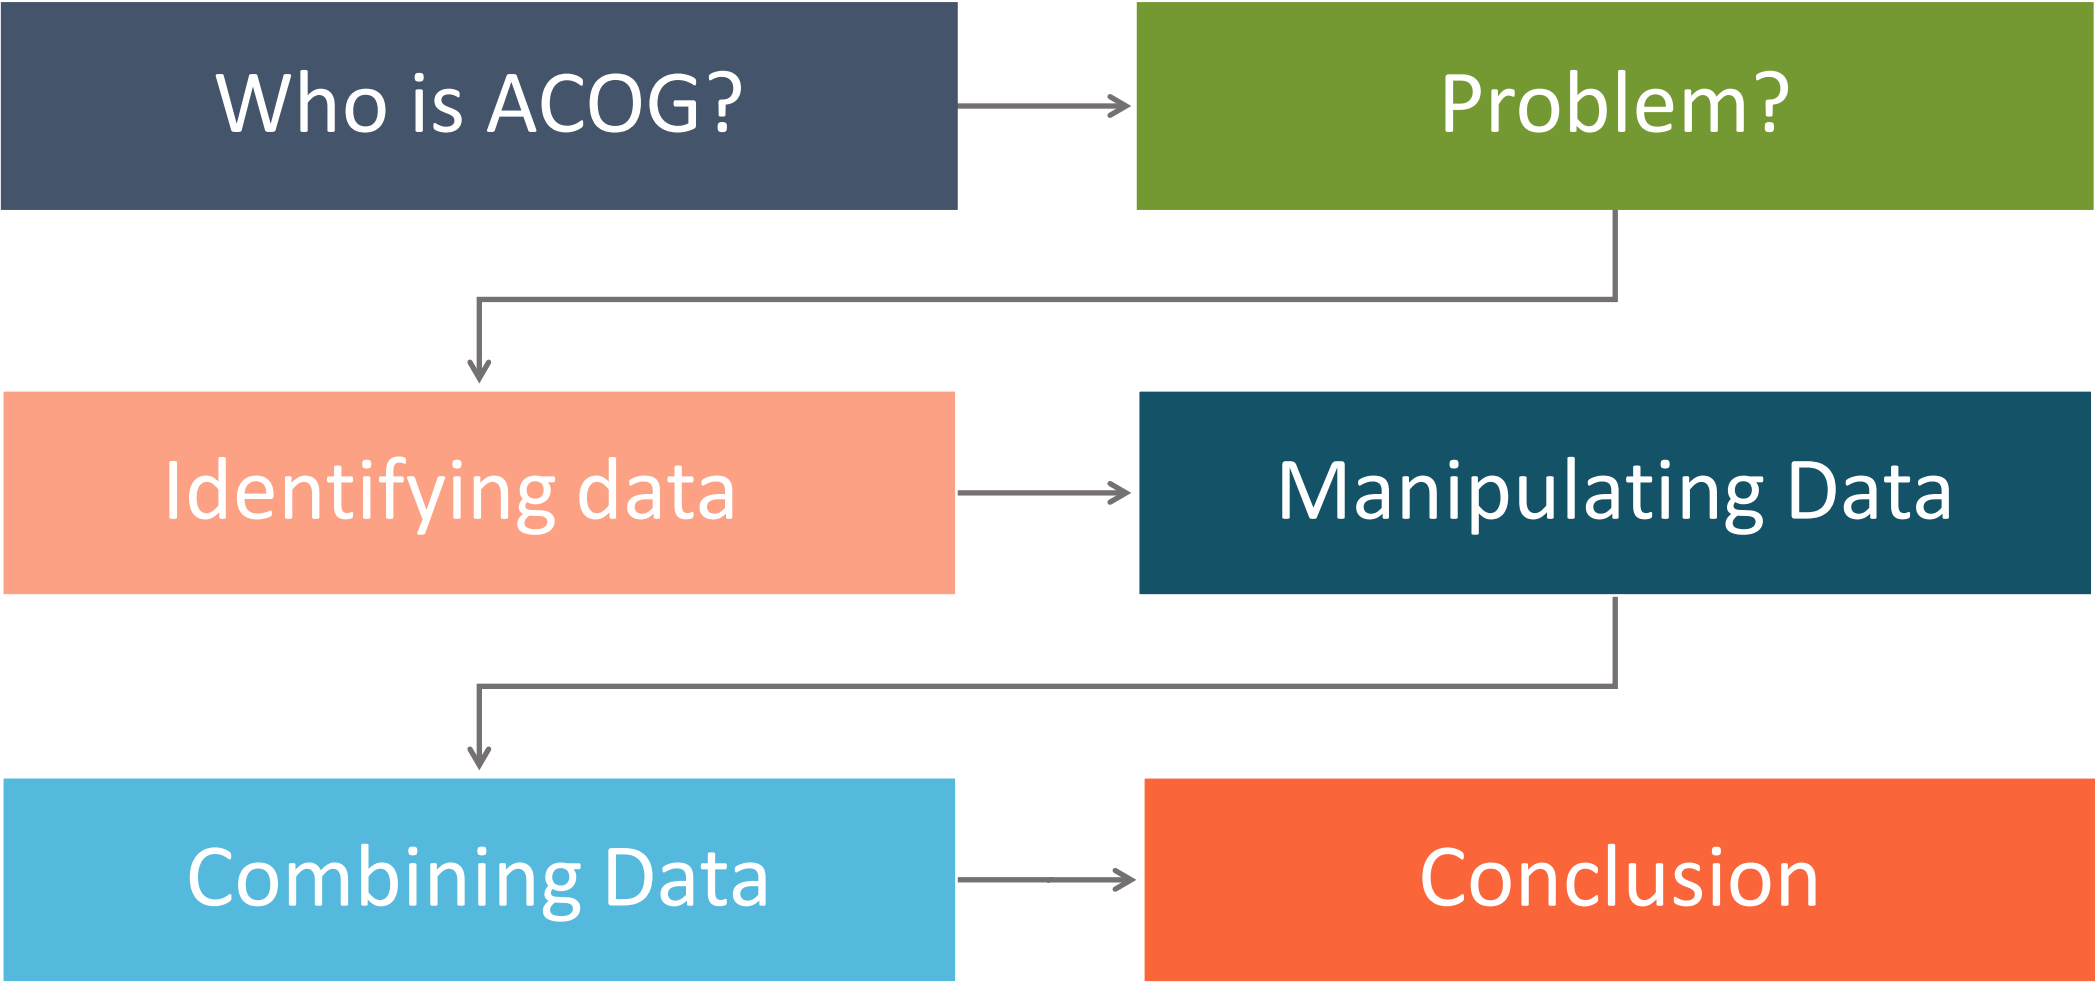 Who is ACOG?
Problem?
Identifying data
Manipulating Data
Combining Data
Conclusion